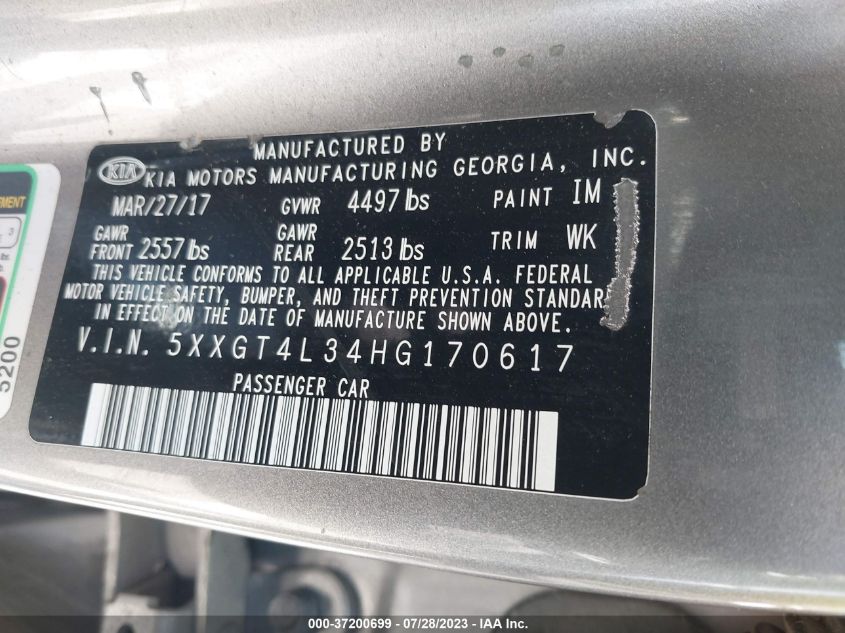 MANUFACTURED BY
KIA KIA MOTORS MANUFACTURING GEORGIA, INC.
MAR/27/17 GVWR 4497 lbs PAINT IM
GAWR FRONT 2557 lbs GAWR REAR 2513 lbs TRIM WK
THIS VEHICLE CONFORMS TO ALL APPLICABLE U.S.A. FEDERAL
MOTOR VEHICLE SAFETY, BUMPER, AND THEFT PREVENTION STANDAR
IN EFFECT ON THE DATE OF MANUFACTURE SHOWN ABOVE.
V.I.N. 5XXGT4L34HG170617
PASSENGER CAR
EMENT
3
5200
000-37200699 / 07/28/2023 - IAA Inc.